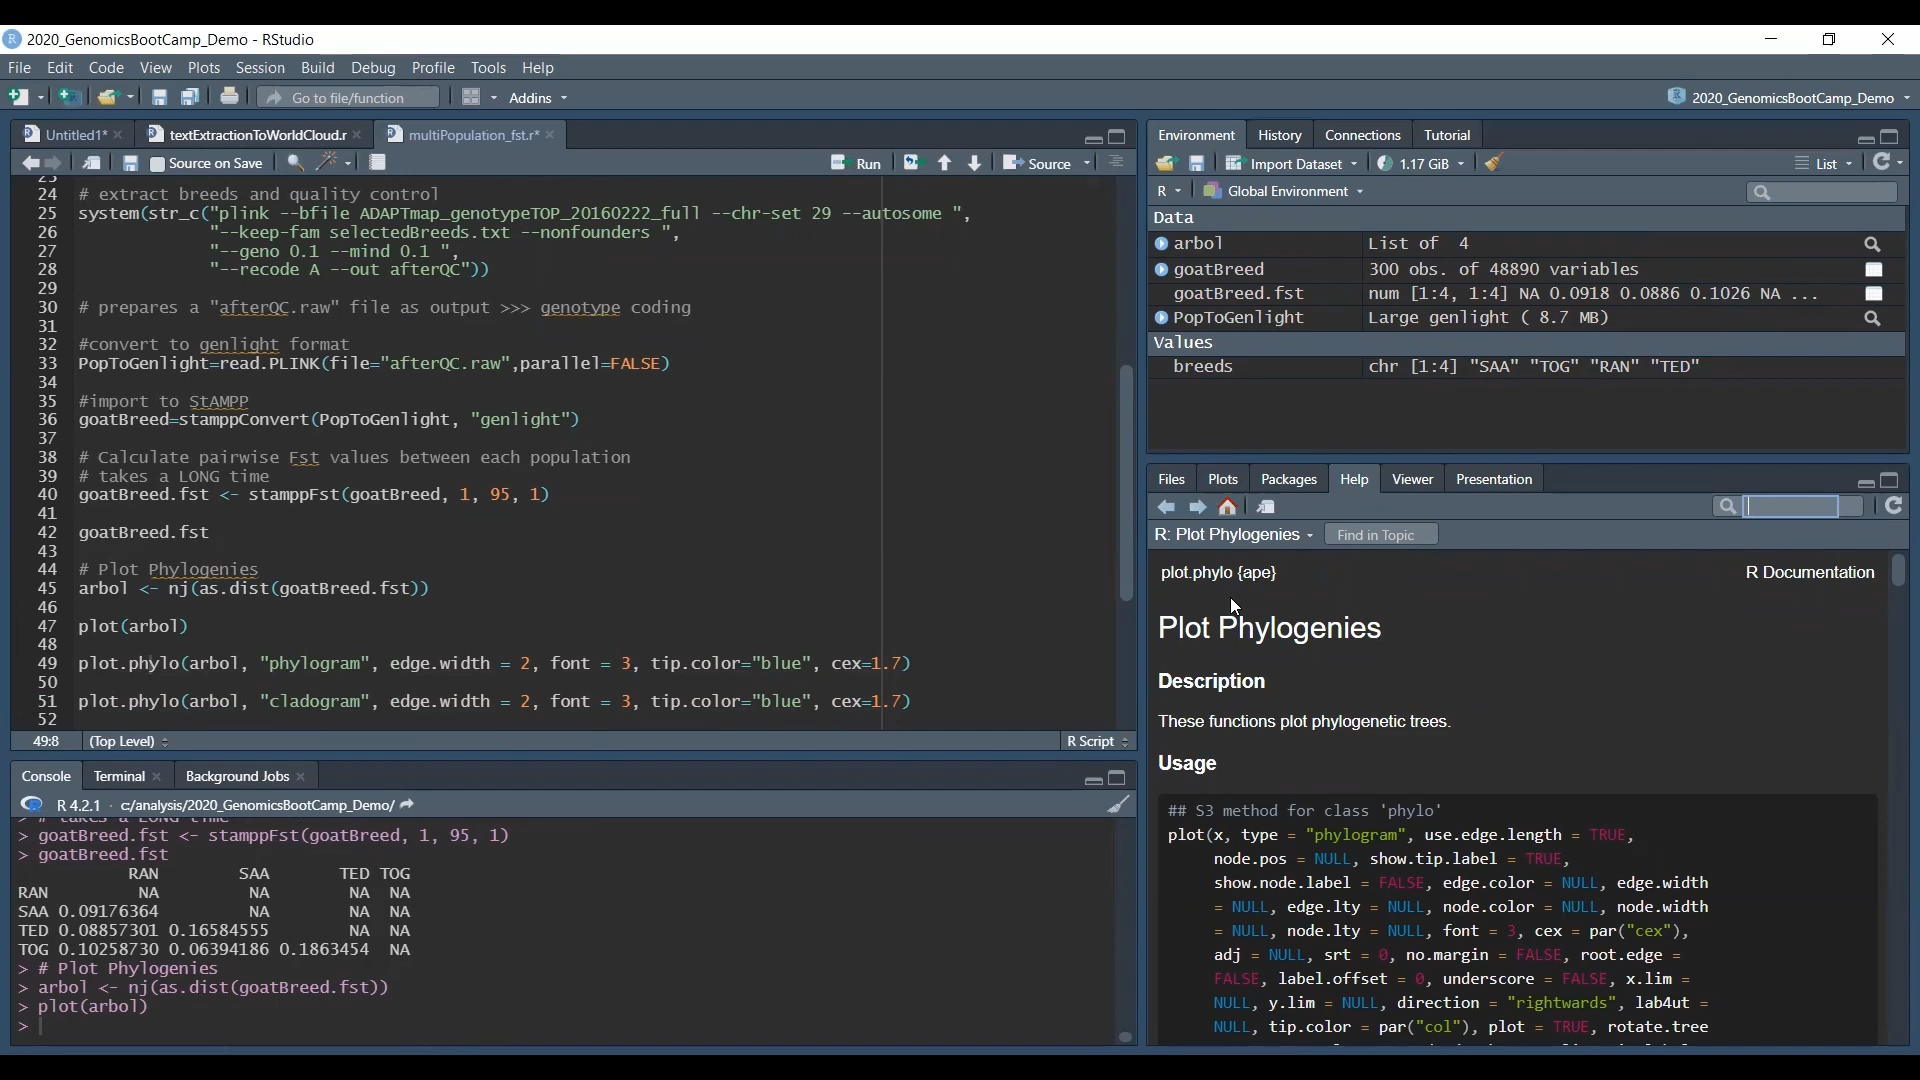 2020_GenomicsBootCamp_Demo - RStudio
File Edit Code View Plots Session Build Debug Profile Tools Help
Go to file/function Addins 2020_GenomicsBootCamp_Demo
Untitled1* textExtractionToWorldCloud.r multiPopulation_fst.r*
Source on Save Run Source
23
24 # extract breeds and quality control
25 system(str_c("plink --bfile ADAPTmap_genotypeTOP_20160222_full --chr-set 29 --autosome ",
26 "--keep-fam selectedBreeds.txt --nonfounders ",
27 "--geno 0.1 --mind 0.1 ",
28 "--recode A --out afterQC"))
29
30 # prepares a "afterQC.raw" file as output >>> genotype coding
31
32 #convert to genlight format
33 PopToGenlight=read.PLINK(file="afterQC.raw",parallel=FALSE)
34
35 #import to StAMPP
36 goatBreed=stamppConvert(PopToGenlight, "genlight")
37
38 # Calculate pairwise Fst values between each population
39 # takes a LONG time
40 goatBreed.fst <- stamppFst(goatBreed, 1, 95, 1)
41
42 goatBreed.fst
43
44 # Plot Phylogenies
45 arbol <- nj(as.dist(goatBreed.fst))
46
47 plot(arbol)
48
49 plot.phylo(arbol, "phylogram", edge.width = 2, font = 3, tip.color="blue", cex=1.7)
50
51 plot.phylo(arbol, "cladogram", edge.width = 2, font = 3, tip.color="blue", cex=1.7)
52
49:8 (Top Level) R Script
Console Terminal Background Jobs
R 4.2.1 · c:/analysis/2020_GenomicsBootCamp_Demo/
> # takes a LONG time
> goatBreed.fst <- stamppFst(goatBreed, 1, 95, 1)
> goatBreed.fst
RAN SAA TED TOG
RAN NA NA NA NA
SAA 0.09176364 NA NA NA
TED 0.08857301 0.16584555 NA NA
TOG 0.10258730 0.06394186 0.1863454 NA
> # Plot Phylogenies
> arbol <- nj(as.dist(goatBreed.fst))
> plot(arbol)
>
Environment History Connections Tutorial
Import Dataset 1.17 GiB List
R Global Environment
Data
arbol List of 4
goatBreed 300 obs. of 48890 variables
goatBreed.fst num [1:4, 1:4] NA 0.0918 0.0886 0.1026 NA ...
PopToGenlight Large genlight ( 8.7 MB)
Values
breeds chr [1:4] "SAA" "TOG" "RAN" "TED"
Files Plots Packages Help Viewer Presentation
R: Plot Phylogenies Find in Topic
plot.phylo {ape} R Documentation
Plot Phylogenies
Description
These functions plot phylogenetic trees.
Usage
## S3 method for class 'phylo'
plot(x, type = "phylogram", use.edge.length = TRUE,
node.pos = NULL, show.tip.label = TRUE,
show.node.label = FALSE, edge.color = NULL, edge.width
= NULL, edge.lty = NULL, node.color = NULL, node.width
= NULL, node.lty = NULL, font = 3, cex = par("cex"),
adj = NULL, srt = 0, no.margin = FALSE, root.edge =
FALSE, label.offset = 0, underscore = FALSE, x.lim =
NULL, y.lim = NULL, direction = "rightwards", lab4ut =
NULL, tip.color = par("col"), plot = TRUE, rotate.tree